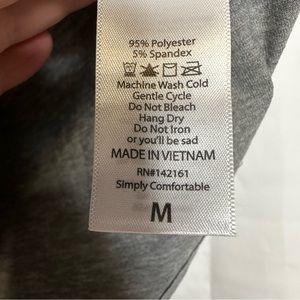 95% Polyester
5% Spandex
Machine Wash Cold
Gentle Cycle
Do Not Bleach
Hang Dry
Do Not Iron
or you'll be sad
MADE IN VIETNAM
RN#142161
Simply Comfortable
M